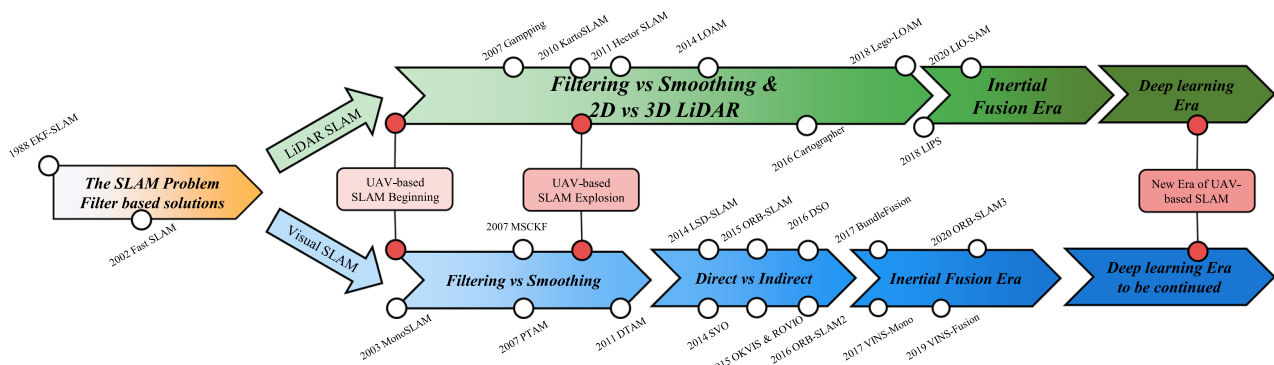 1988 EKF-SLAM
The SLAM Problem
Filter based solutions
2002 Fast SLAM
LiDAR SLAM
Visual SLAM
2007 Gampping
2010 KartoSLAM
2011 Hector SLAM
2014 LOAM
2018 Lego-LOAM
2020 LIO-SAM
Filtering vs Smoothing &
2D vs 3D LiDAR
Inertial
Fusion Era
Deep learning
Era
2016 Cartographer
2018 LIPS
UAV-based
SLAM Beginning
UAV-based
SLAM Explosion
New Era of UAV-
based SLAM
2007 MSCKF
2014 LSD-SLAM
2015 ORB-SLAM
2016 DSO
2017 BundleFusion
2020 ORB-SLAM3
Filtering vs Smoothing
Direct vs Indirect
Inertial Fusion Era
Deep learning Era
to be continued
2003 MonoSLAM
2007 PTAM
2011 DTAM
2014 SVO
015 OKVIS & ROVIO
2016 ORB-SLAM2
2017 VINS-Mono
2019 VINS-Fusion